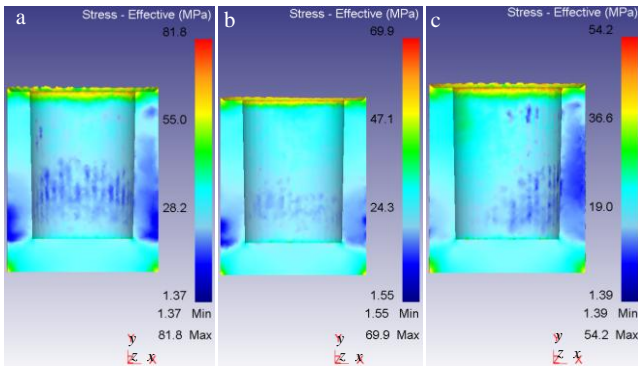 a
Stress - Effective (MPa)
81.8
55.0
28.2
1.37
1.37 Min
81.8 Max
y
z x
b
Stress - Effective (MPa)
69.9
47.1
24.3
1.55
1.55 Min
69.9 Max
y
z x
c
Stress - Effective (MPa)
54.2
36.6
19.0
1.39
1.39 Min
54.2 Max
y
z x